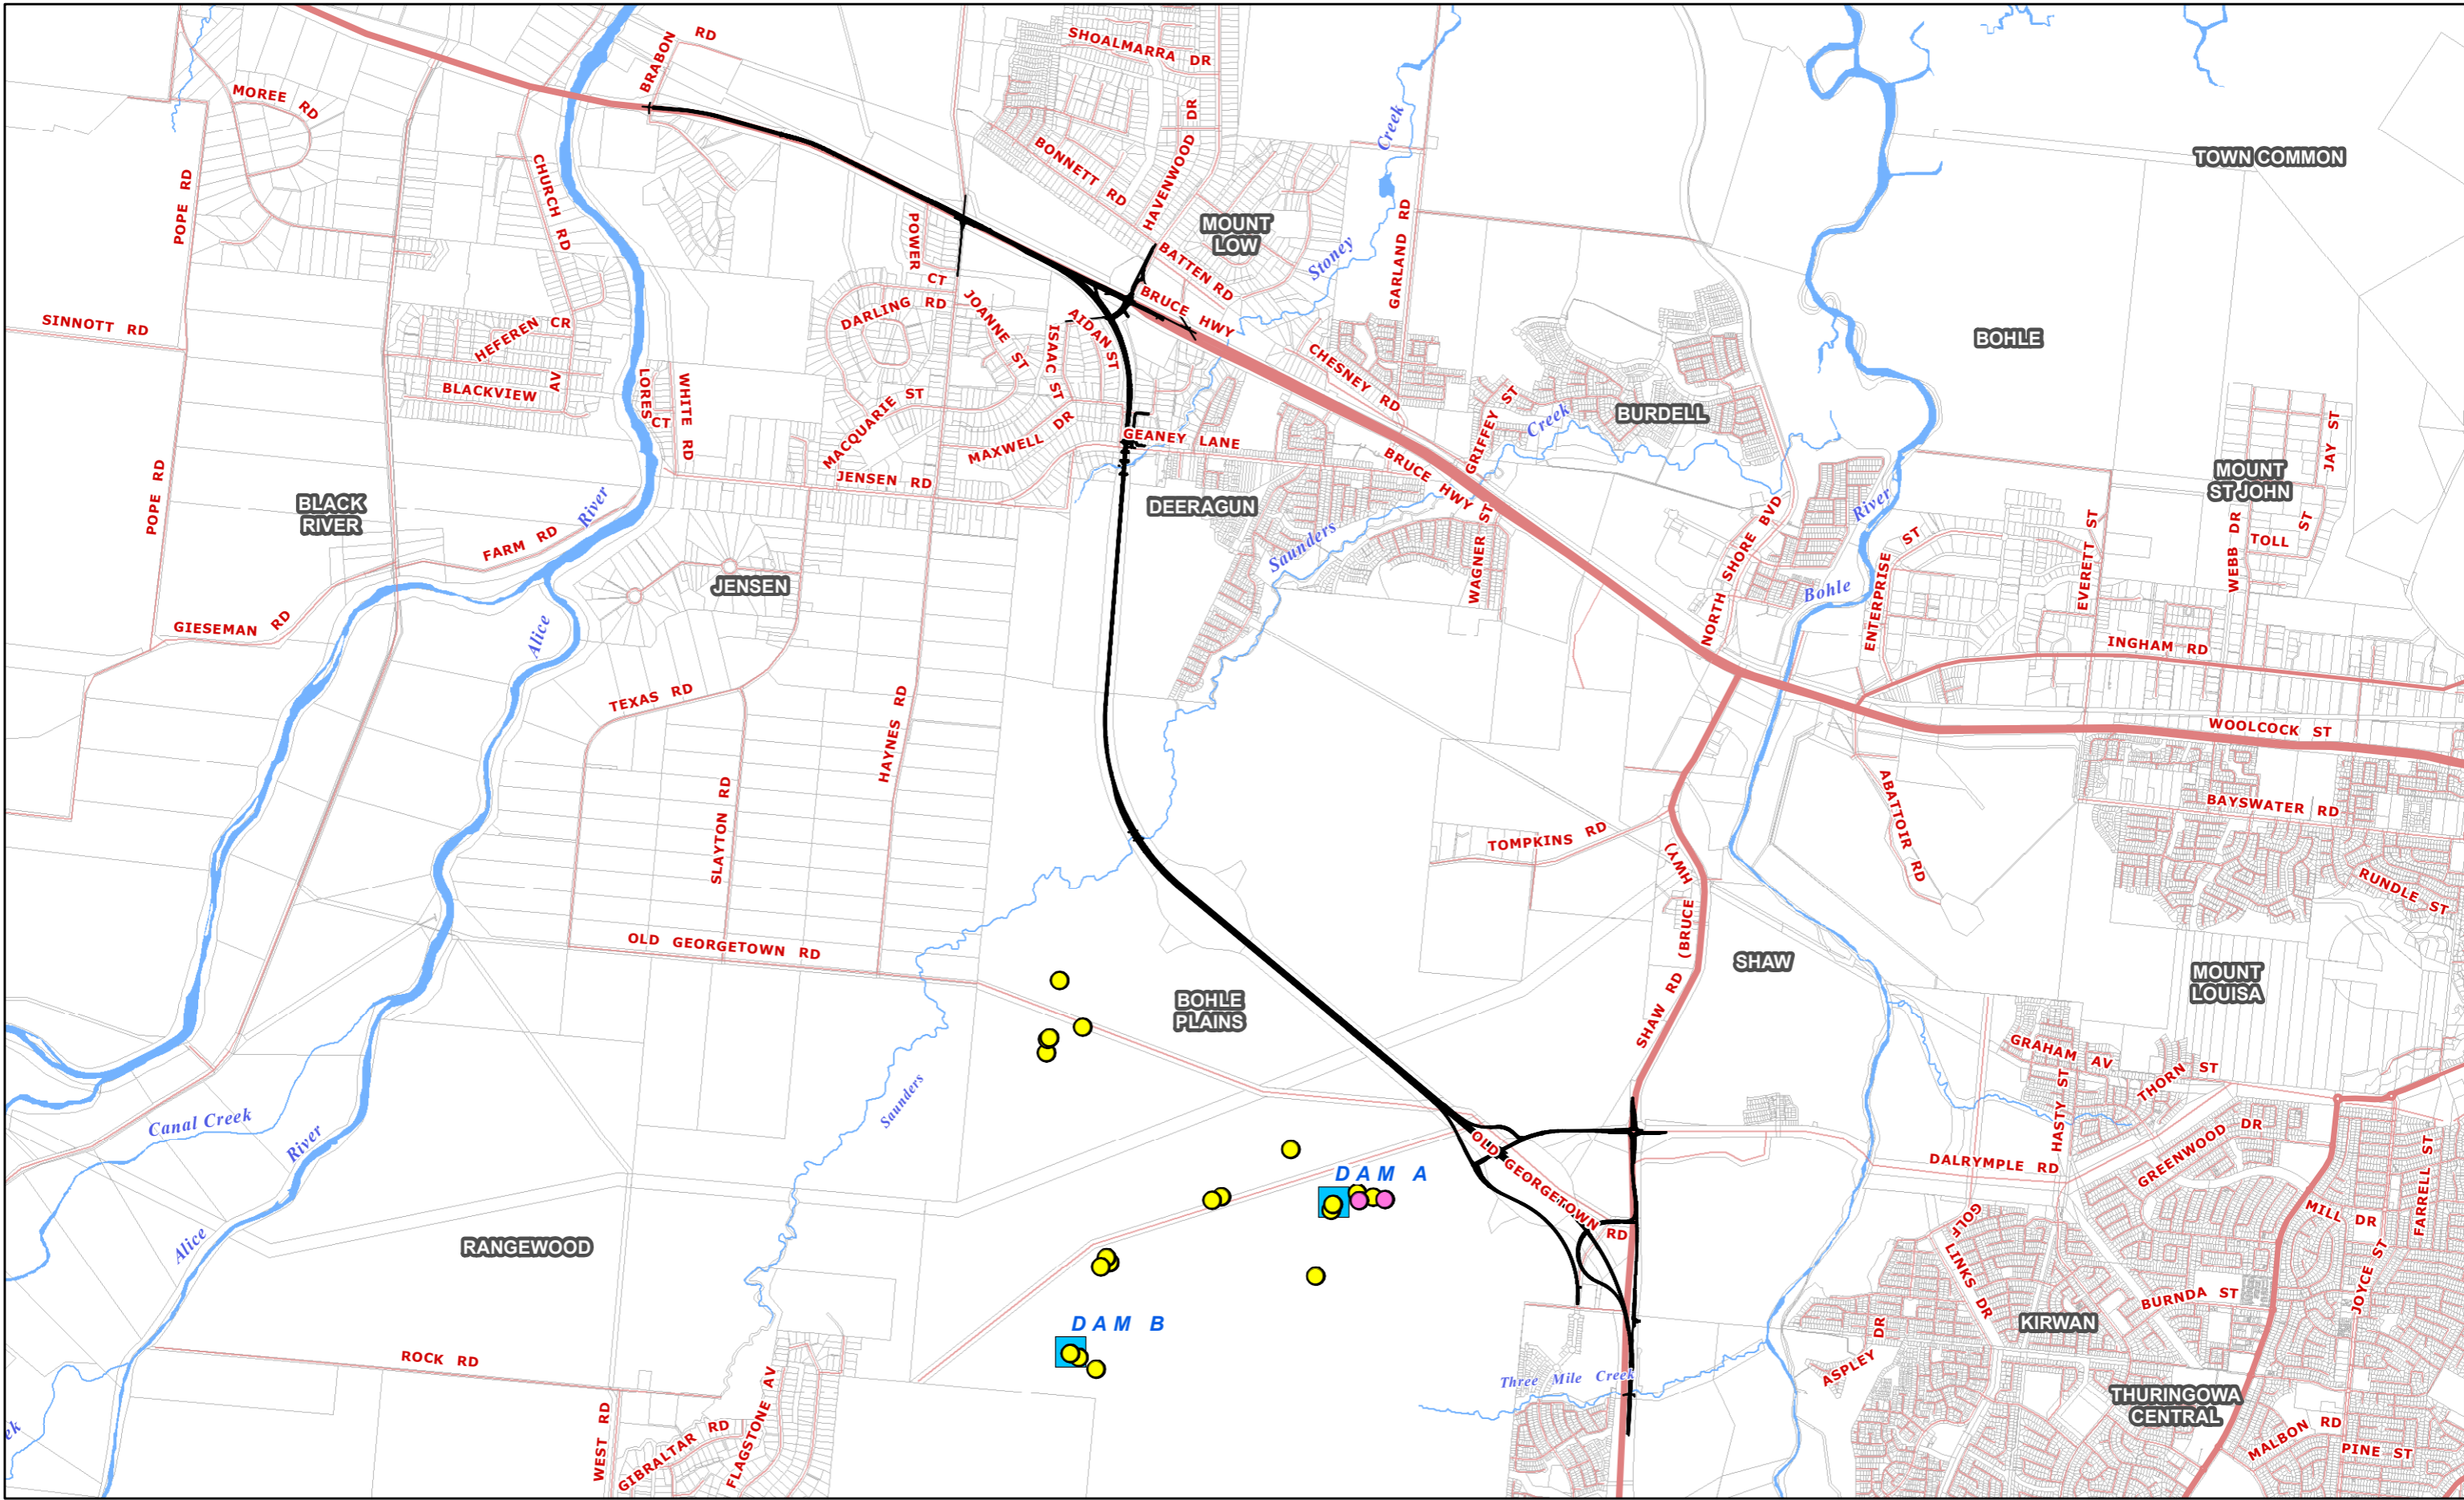 BRABON RD
SHOALMARRA DR
MOREE RD
Creek
TOWN COMMON
CHURCH RD
BONNETT RD
HAVENWOOD DR
POPE RD
POWER CT
MOUNT
LOW
GARLAND RD
Stoney
BATTEN RD
BRUCE HWY
SINNOTT RD
DARLING RD
JOANNE ST
ISAAC ST
AIDAN ST
HEFEREN CR
BLACKVIEW AV
LORES CT
WHITE RD
CHESNEY RD
BOHLE
BURDELL
Creek
GRIFFEY ST
MACQUARIE ST
MAXWELL DR
GEANEY LANE
JAY ST
MOUNT
ST JOHN
BRUCE HWY
JENSEN RD
POPE RD
BLACK
RIVER
River
DEERAGUN
River
WEBB DR
TOLL ST
FARM RD
Saunders
WAGNER ST
NORTH SHORE BVD
ENTERPRISE ST
EVERETT ST
JENSEN
Bohle
GIESEMAN RD
Alice
INGHAM RD
TEXAS RD
HAYNES RD
WOOLCOCK ST
SLAYTON RD
ABATTOIR RD
BAYSWATER RD
TOMPKINS RD
RUNDLE ST
SHAW RD (BRUCE HWY)
OLD GEORGETOWN RD
SHAW
MOUNT
LOUISA
BOHLE
PLAINS
GRAHAM AV
THORN ST
HASTY ST
Canal Creek
River
Saunders
GREENWOOD DR
OLD GEORGETOWN RD
DALRYMPLE RD
DAM A
FARRELL ST
MILL DR
Alice
RANGEWOOD
GOLF LINKS DR
JOYCE ST
BURNDA ST
DAM B
KIRWAN
ROCK RD
ASPLEY DR
Three Mile Creek
THURINGOWA
CENTRAL
WEST RD
GIBRALTAR RD
FLAGSTONE AV
MALBON RD
PINE ST
ek